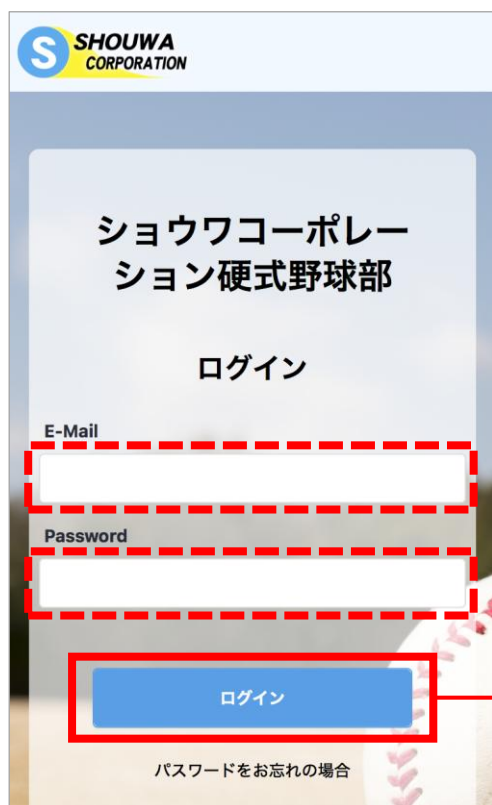 S SHOUWA
CORPORATION
ショウワコーポレー
ション硬式野球部
ログイン
E-Mail
Password
ログイン
パスワードをお忘れの場合